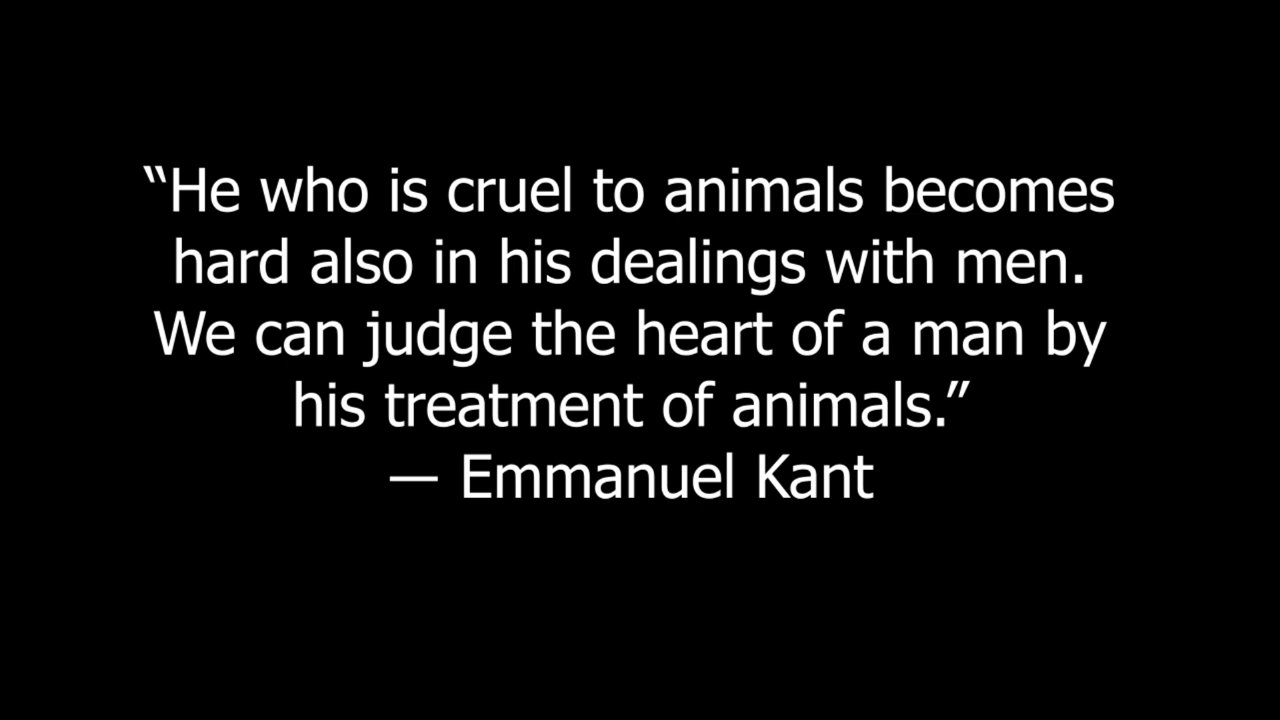 “He who is cruel to animals becomes
hard also in his dealings with men.
We can judge the heart of a man by
his treatment of animals.”
— Emmanuel Kant